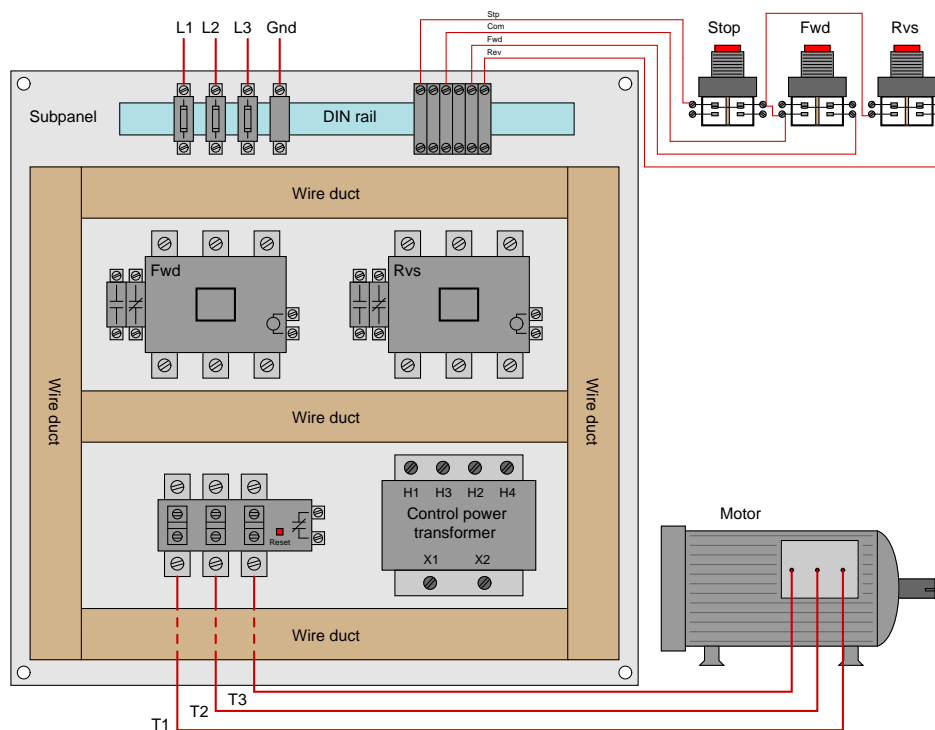 Stp
Com
Fwd
Rev
L1 L2 L3 Gnd
Stop Fwd Rvs
Subpanel
DIN rail
Wire duct
Fwd
Rvs
Wire duct
Wire duct
Wire duct
H1 H3 H2 H4
Control power
transformer
X1 X2
Reset
Motor
Wire duct
T3
T2
T1